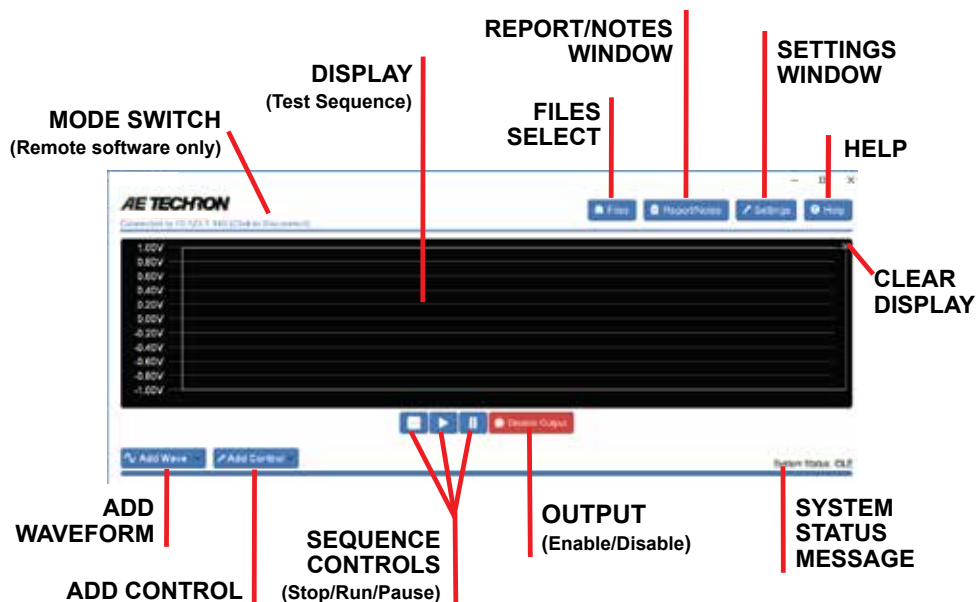 REPORT/NOTES
WINDOW
SETTINGS
WINDOW
DISPLAY
(Test Sequence)
FILES
SELECT
MODE SWITCH
(Remote software only)
HELP
AE TECHRON
Files
Report/Notes
Settings
Help
1.00V
0.80V
0.60V
0.40V
0.20V
0.00V
-0.20V
-0.40V
-0.60V
-0.80V
-1.00V
CLEAR
DISPLAY
Disable Output
Add Wave
Add Control
System Status: IDLE
ADD
WAVEFORM
ADD CONTROL
SEQUENCE
CONTROLS
(Stop/Run/Pause)
OUTPUT
(Enable/Disable)
SYSTEM
STATUS
MESSAGE